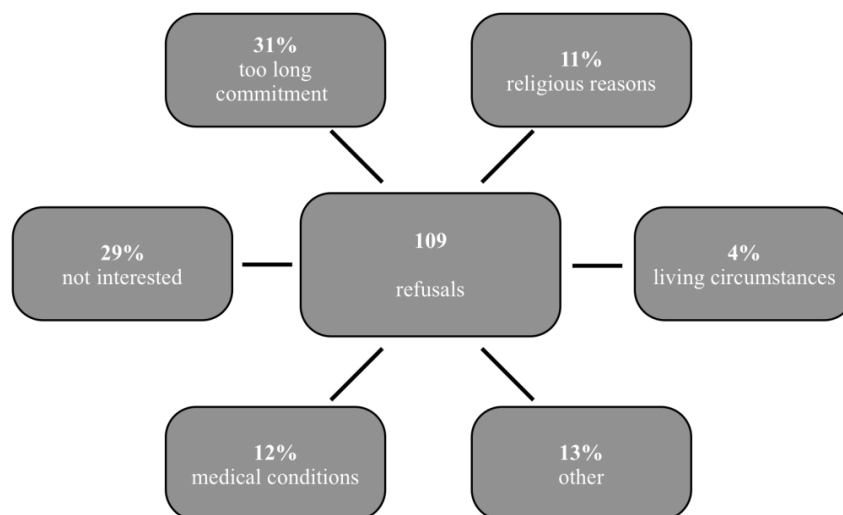 31%
too long
commitment
11%
religious reasons
29%
not interested
109
refusals
4%
living circumstances
12%
medical conditions
13%
other